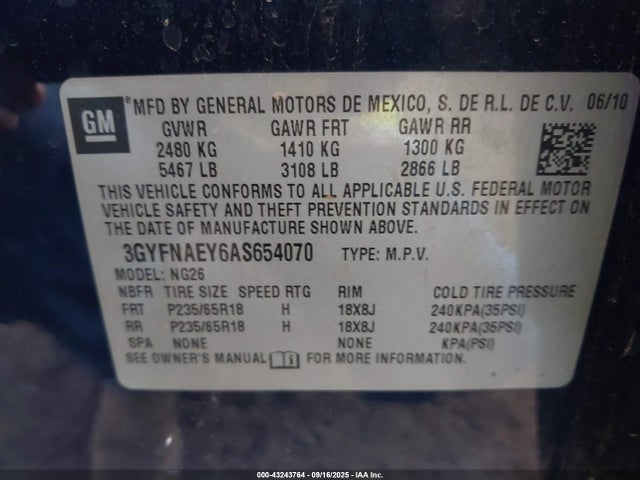 GM ® MFD BY GENERAL MOTORS DE MEXICO, S. DE R.L. DE C.V. 06/10
GVWR GAWR FRT GAWR RR
2480 KG 1410 KG 1300 KG
5467 LB 3108 LB 2866 LB
THIS VEHICLE CONFORMS TO ALL APPLICABLE U.S. FEDERAL MOTOR
VEHICLE SAFETY AND THEFT PREVENTION STANDARDS IN EFFECT ON
THE DATE OF MANUFACTURE SHOWN ABOVE.
3GYFNAEY6AS654070 TYPE: M.P.V.
MODEL: NG26
NBFR TIRE SIZE SPEED RTG RIM COLD TIRE PRESSURE
FRT P235/65R18 H 18X8J 240KPA(35PSI)
RR P235/65R18 H 18X8J 240KPA(35PSI)
SPA NONE NONE KPA(PSI)
SEE OWNER'S MANUAL FOR MORE INFORMATION.
000-43243764 - 09/16/2025 - IAA Inc.